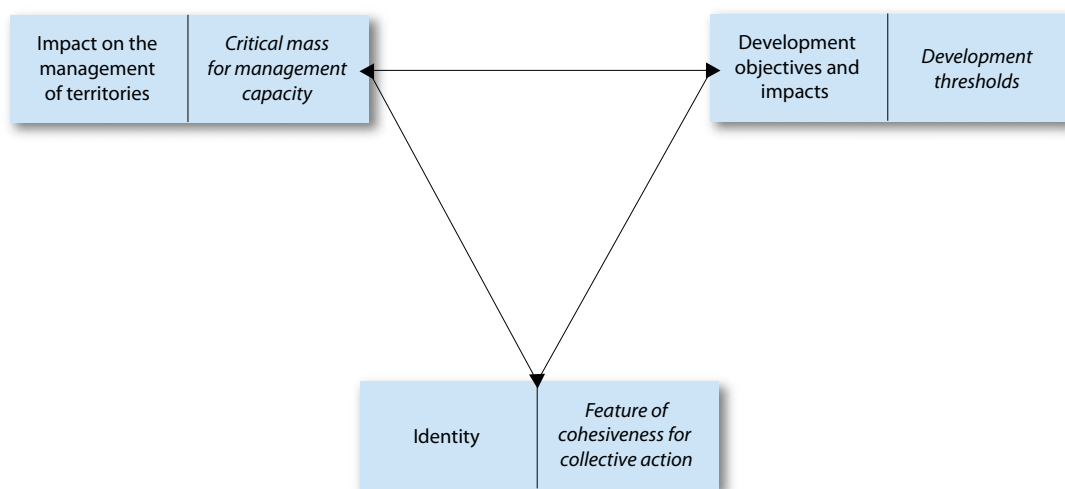 Impact on the
management
of territories
Critical mass
for management
capacity
Development
objectives and
impacts
Development
thresholds
Identity
Feature of
cohesiveness for
collective action